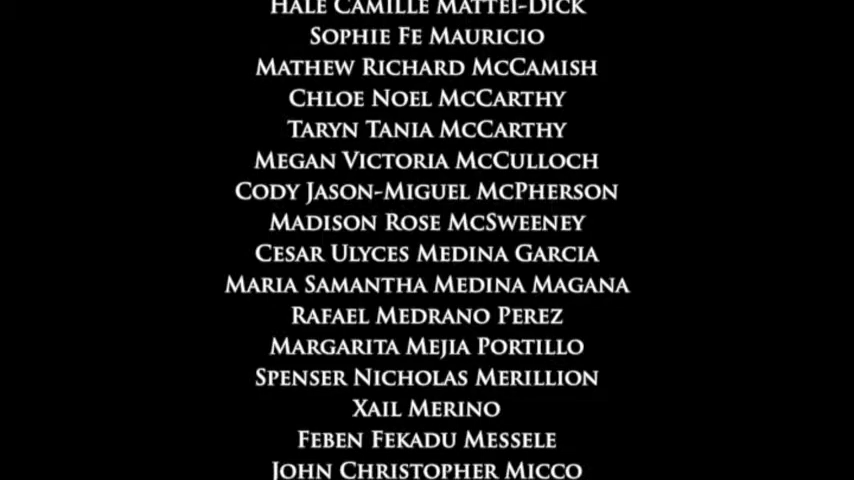 Hale Camille Mattei-Dick
Sophie Fe Mauricio
Mathew Richard McCamish
Chloe Noel McCarthy
Taryn Tania McCarthy
Megan Victoria McCulloch
Cody Jason-Miguel McPherson
Madison Rose McSweeney
Cesar Ulyces Medina Garcia
Maria Samantha Medina Magana
Rafael Medrano Perez
Margarita Mejia Portillo
Spenser Nicholas Merillion
Xail Merino
Feben Fekadu Messele
John Christopher Micco